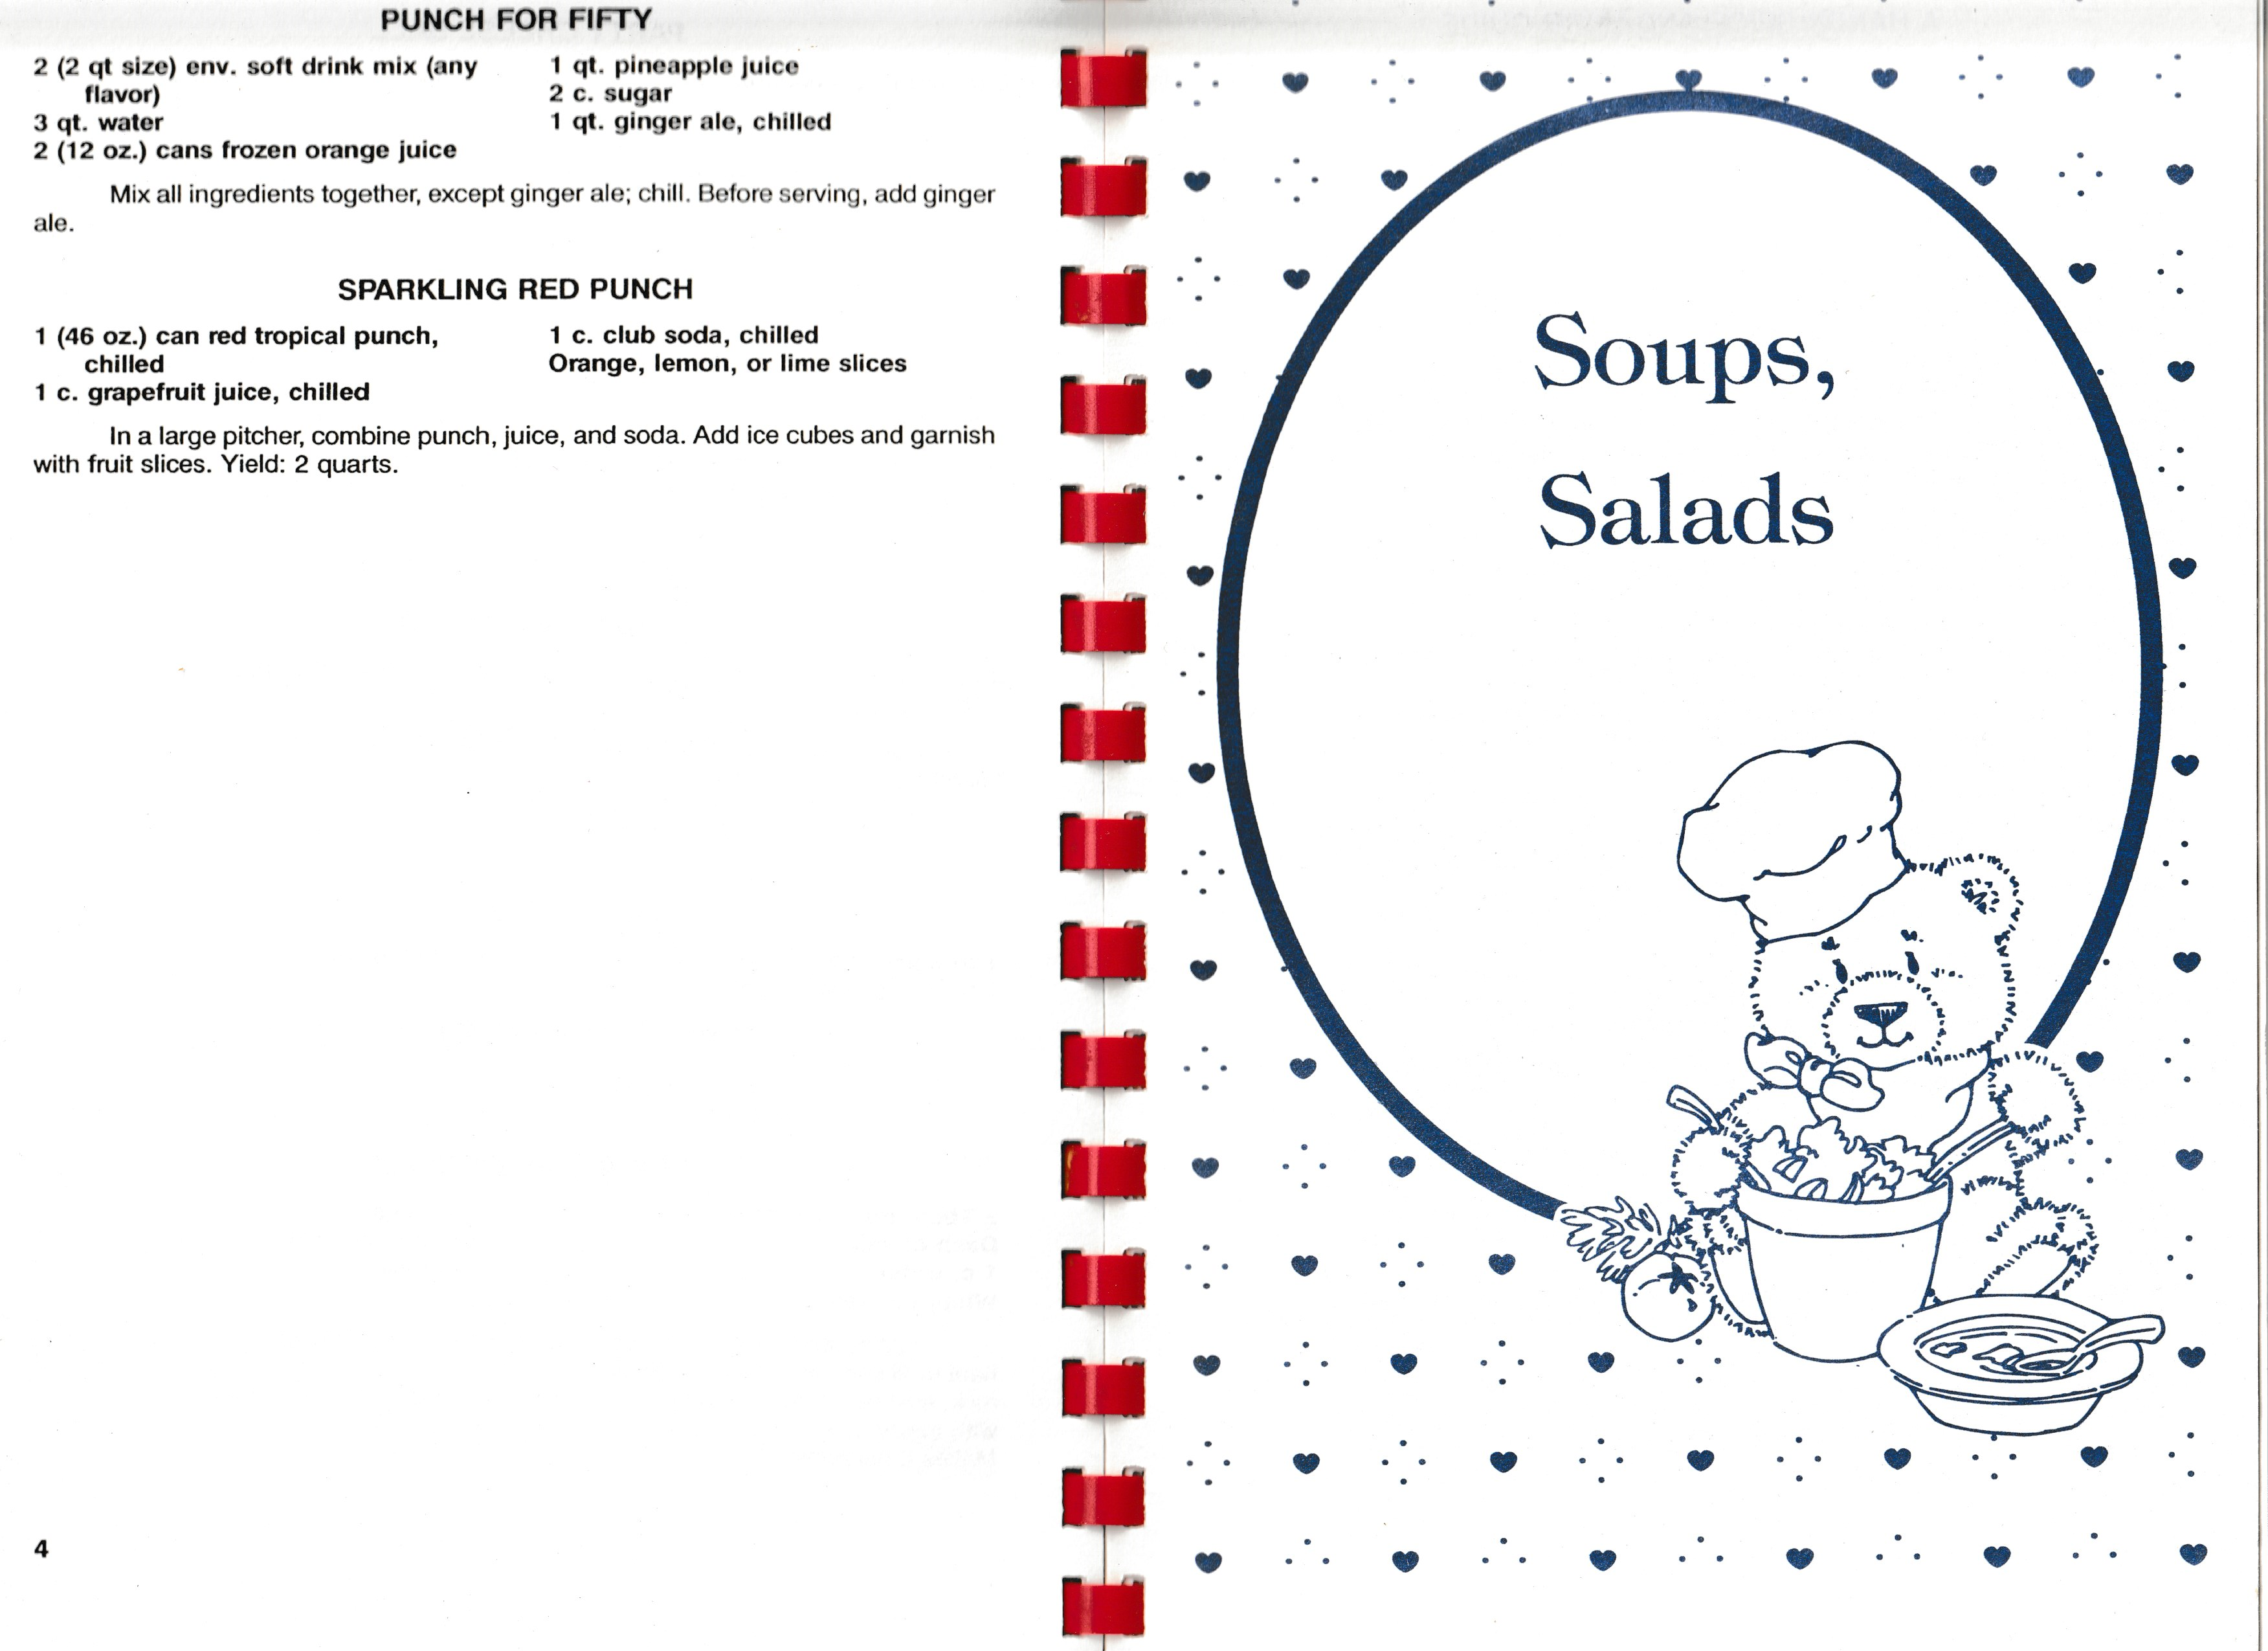 PUNCH FOR FIFTY
2 (2 qt size) env. soft drink mix (any
flavor)
3 qt. water
2 (12 oz.) cans frozen orange juice
1 qt. pineapple juice
2 c. sugar
1 qt. ginger ale, chilled
Mix all ingredients together, except ginger ale; chill. Before serving, add ginger
ale.
SPARKLING RED PUNCH
1 (46 oz.) can red tropical punch,
chilled
1 c. grapefruit juice, chilled
1 c. club soda, chilled
Orange, lemon, or lime slices
In a large pitcher, combine punch, juice, and soda. Add ice cubes and garnish
with fruit slices. Yield: 2 quarts.
4
Soups,
Salads